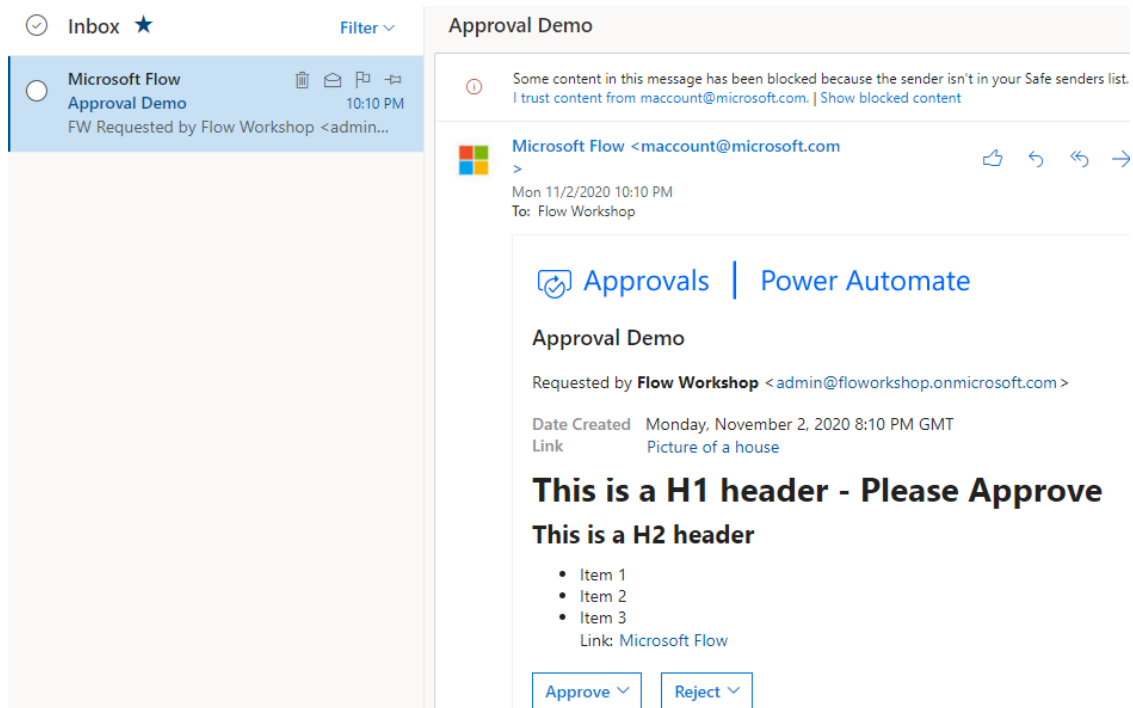 Inbox
Filter
Microsoft Flow
Approval Demo
10:10 PM
FW Requested by Flow Workshop <admin...
Approval Demo
Some content in this message has been blocked because the sender isn't in your Safe senders list.
I trust content from maccount@microsoft.com. | Show blocked content
Microsoft Flow <maccount@microsoft.com
>
Mon 11/2/2020 10:10 PM
To: Flow Workshop
Approvals | Power Automate
Approval Demo
Requested by Flow Workshop <admin@floworkshop.onmicrosoft.com>
Date Created Monday, November 2, 2020 8:10 PM GMT
Link Picture of a house
This is a H1 header - Please Approve
This is a H2 header
• Item 1
• Item 2
• Item 3
Link: Microsoft Flow
Approve
Reject